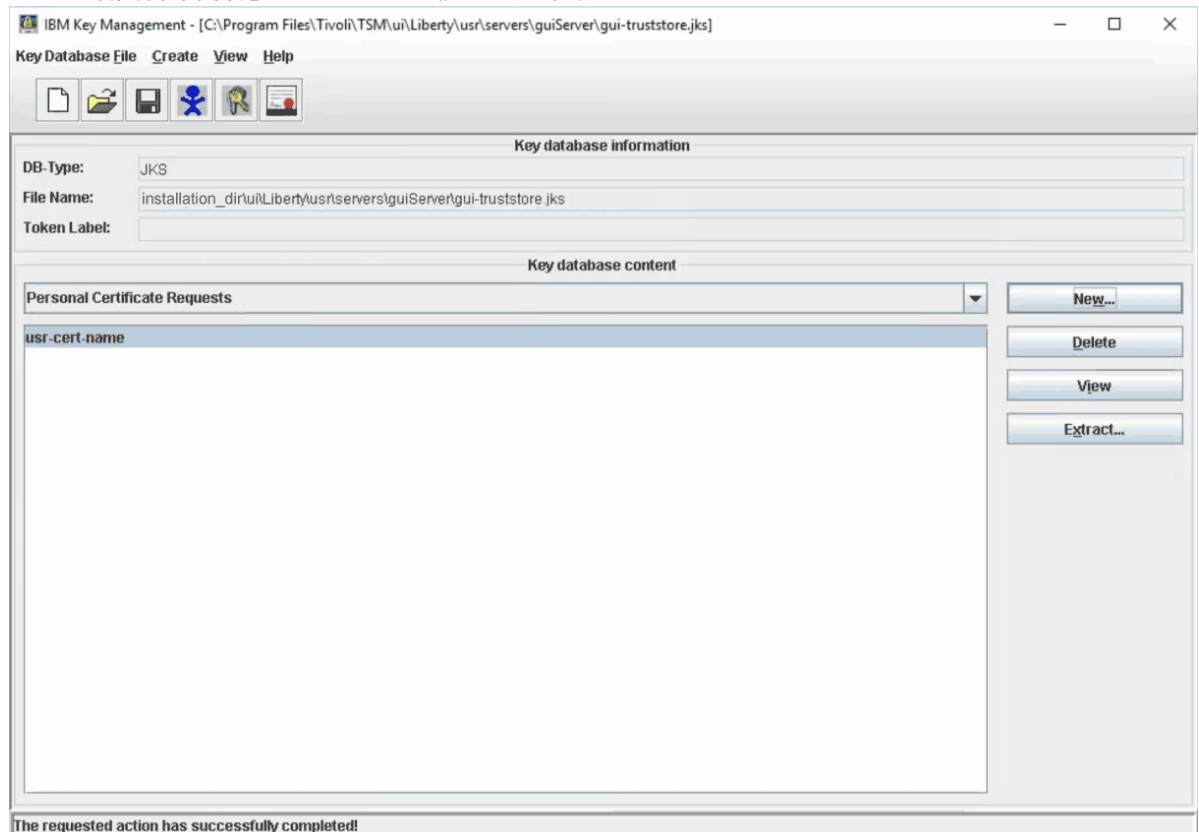 IBM Key Management - [C:\Program Files\Tivoli\TSM\ui\Liberty\usr\servers\guiServer\gui-truststore.jks]
Key Database File Create View Help
Key database information
DB-Type: JKS
File Name: installation_dir\ui\Liberty\usr\servers\guiServer\gui-truststore.jks
Token Label:
Key database content
Personal Certificate Requests
New...
usr-cert-name
Delete
View
Extract...
The requested action has successfully completed!